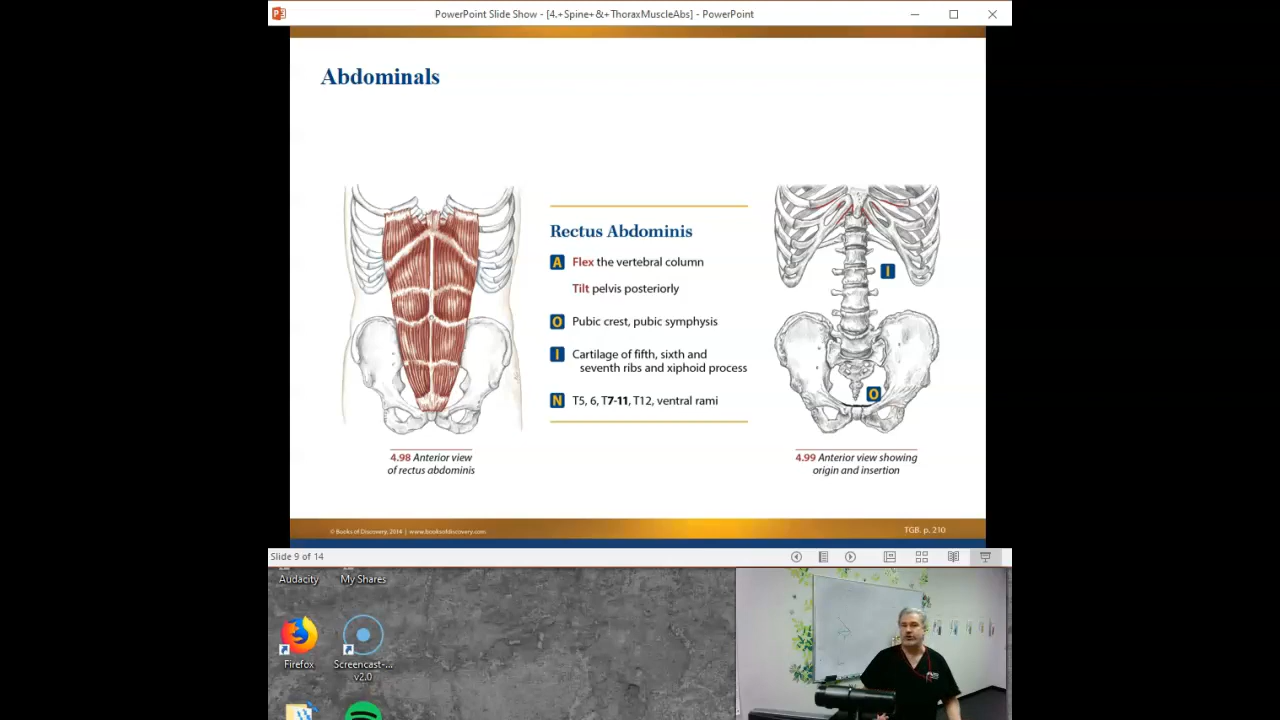 PowerPoint Slide Show - [4.+Spine+&+ThoraxMuscleAbs] - PowerPoint
Abdominals
Rectus Abdominis
A Flex the vertebral column
Tilt pelvis posteriorly
O Pubic crest, pubic symphysis
I Cartilage of fifth, sixth and
seventh ribs and xiphoid process
N T5, 6, T7-11, T12, ventral rami
I
O
4.98 Anterior view
of rectus abdominis
4.99 Anterior view showing
origin and insertion
© Books of Discovery, 2014 | www.booksofdiscovery.com
TGB. p. 210
Slide 9 of 14
Audacity
My Shares
Firefox
Screencast-...
v2.0